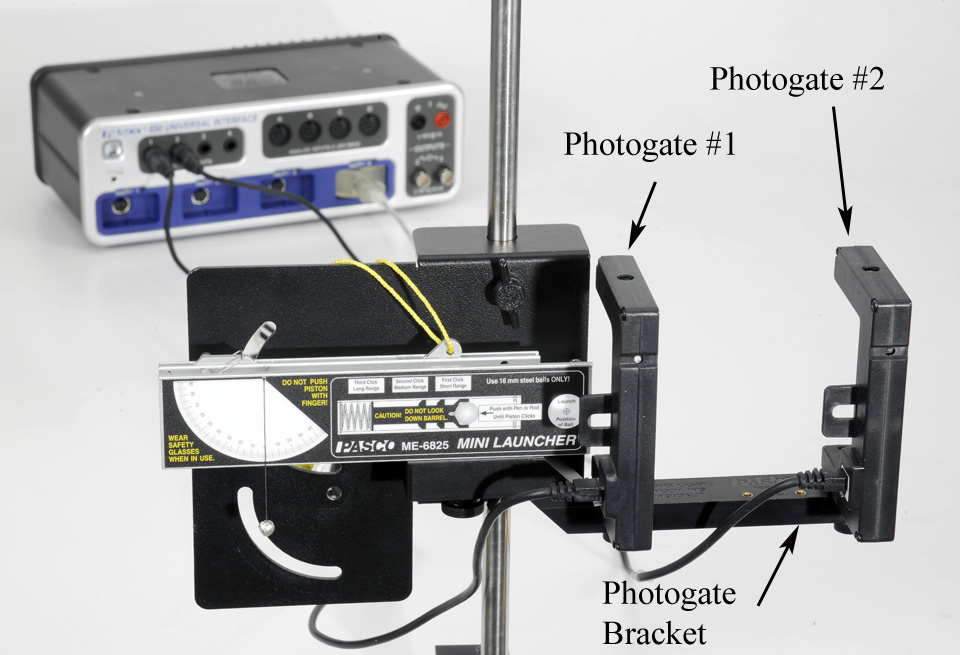 Photogate #2
Photogate #1
850 UNIVERSAL INTERFACE
ANALOG INPUTS
OUTPUTS
DO NOT PUSH
PISTON
WITH
FINGER!
Third Click
Long Range
Second Click
Medium Range
First Click
Short Range
Use 16 mm steel balls ONLY!
CAUTION! DO NOT LOOK
DOWN BARREL.
Push with Pen or Rod
Until Piston Clicks
Launch
Position
of Ball
WEAR
SAFETY
GLASSES
WHEN IN USE.
PASCO ME-6825 MINI LAUNCHER
Photogate
Bracket